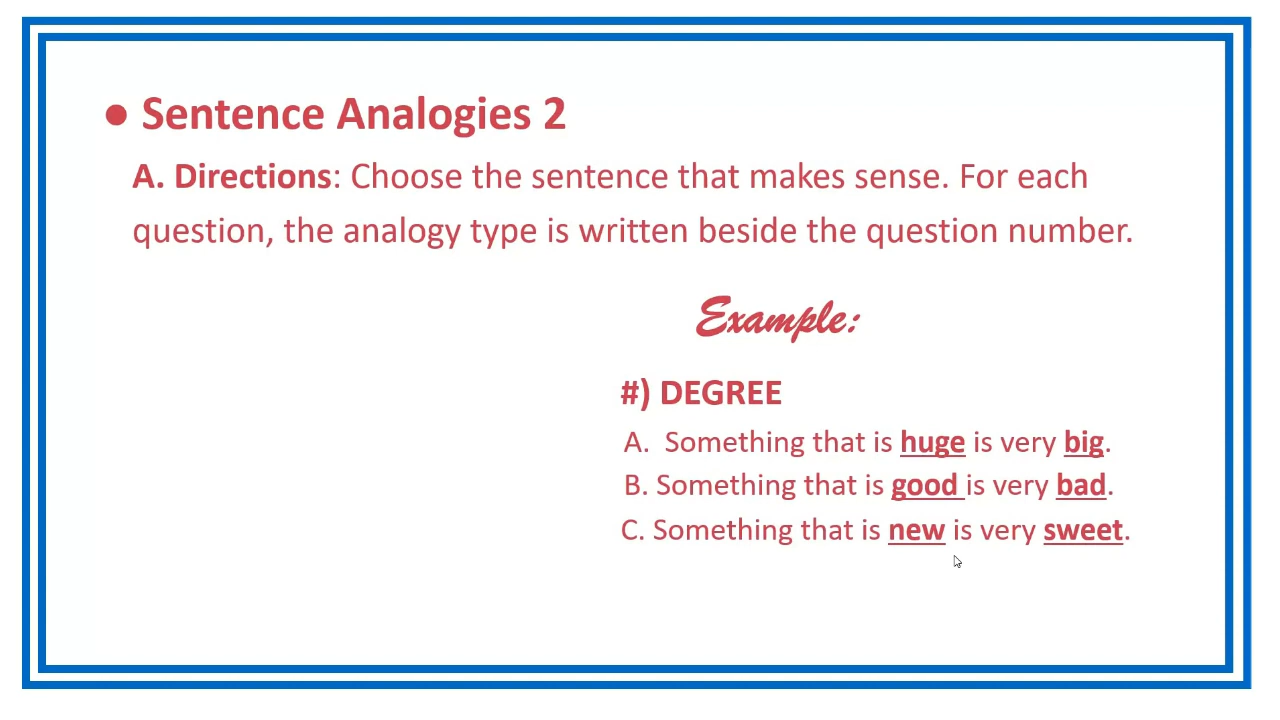 ● Sentence Analogies 2
A. Directions: Choose the sentence that makes sense. For each
question, the analogy type is written beside the question number.
Example:
#) DEGREE
A. Something that is huge is very big.
B. Something that is good is very bad.
C. Something that is new is very sweet.